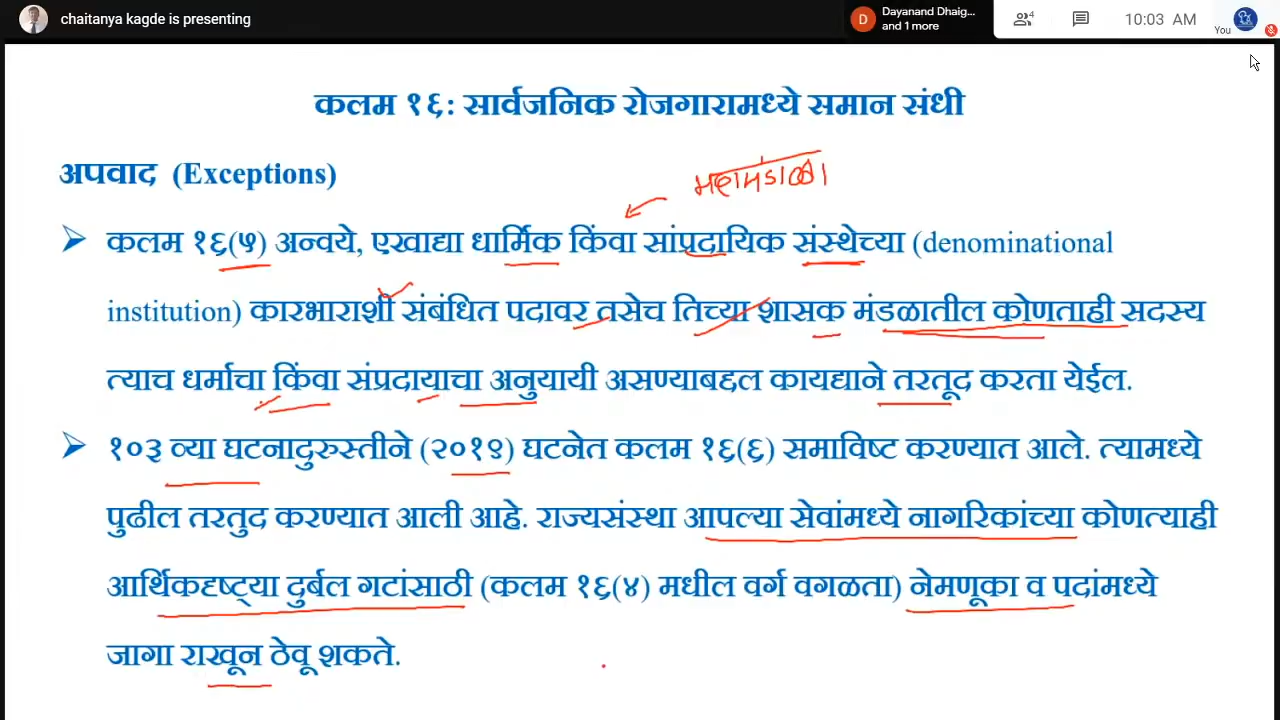 chaitanya kagde is presenting
D
Dayanand Dhaig...
and 1 more
4
10:03 AM
You
कलम १६: सार्वजनिक रोजगारामध्ये समान संधी
अपवाद (Exceptions)
कलम १६(५) अन्वये, एखाद्या धार्मिक किंवा सांप्रदायिक संस्थेच्या (denominational
institution) कारभाराशी संबंधित पदावर तसेच तिच्या शासक मंडळातील कोणताही सदस्य
त्याच धर्माचा किंवा संप्रदायाचा अनुयायी असण्याबद्दल कायद्याने तरतूद करता येईल.
१०३ व्या घटनादुरुस्तीने (२०१९) घटनेत कलम १६(६) समाविष्ट करण्यात आले. त्यामध्ये
पुढील तरतुद करण्यात आली आहे. राज्यसंस्था आपल्या सेवांमध्ये नागरिकांच्या कोणत्याही
आर्थिकदृष्ट्या दुर्बल गटांसाठी (कलम १६(४) मधील वर्ग वगळता) नेमणूका व पदांमध्ये
जागा राखून ठेवू शकते.